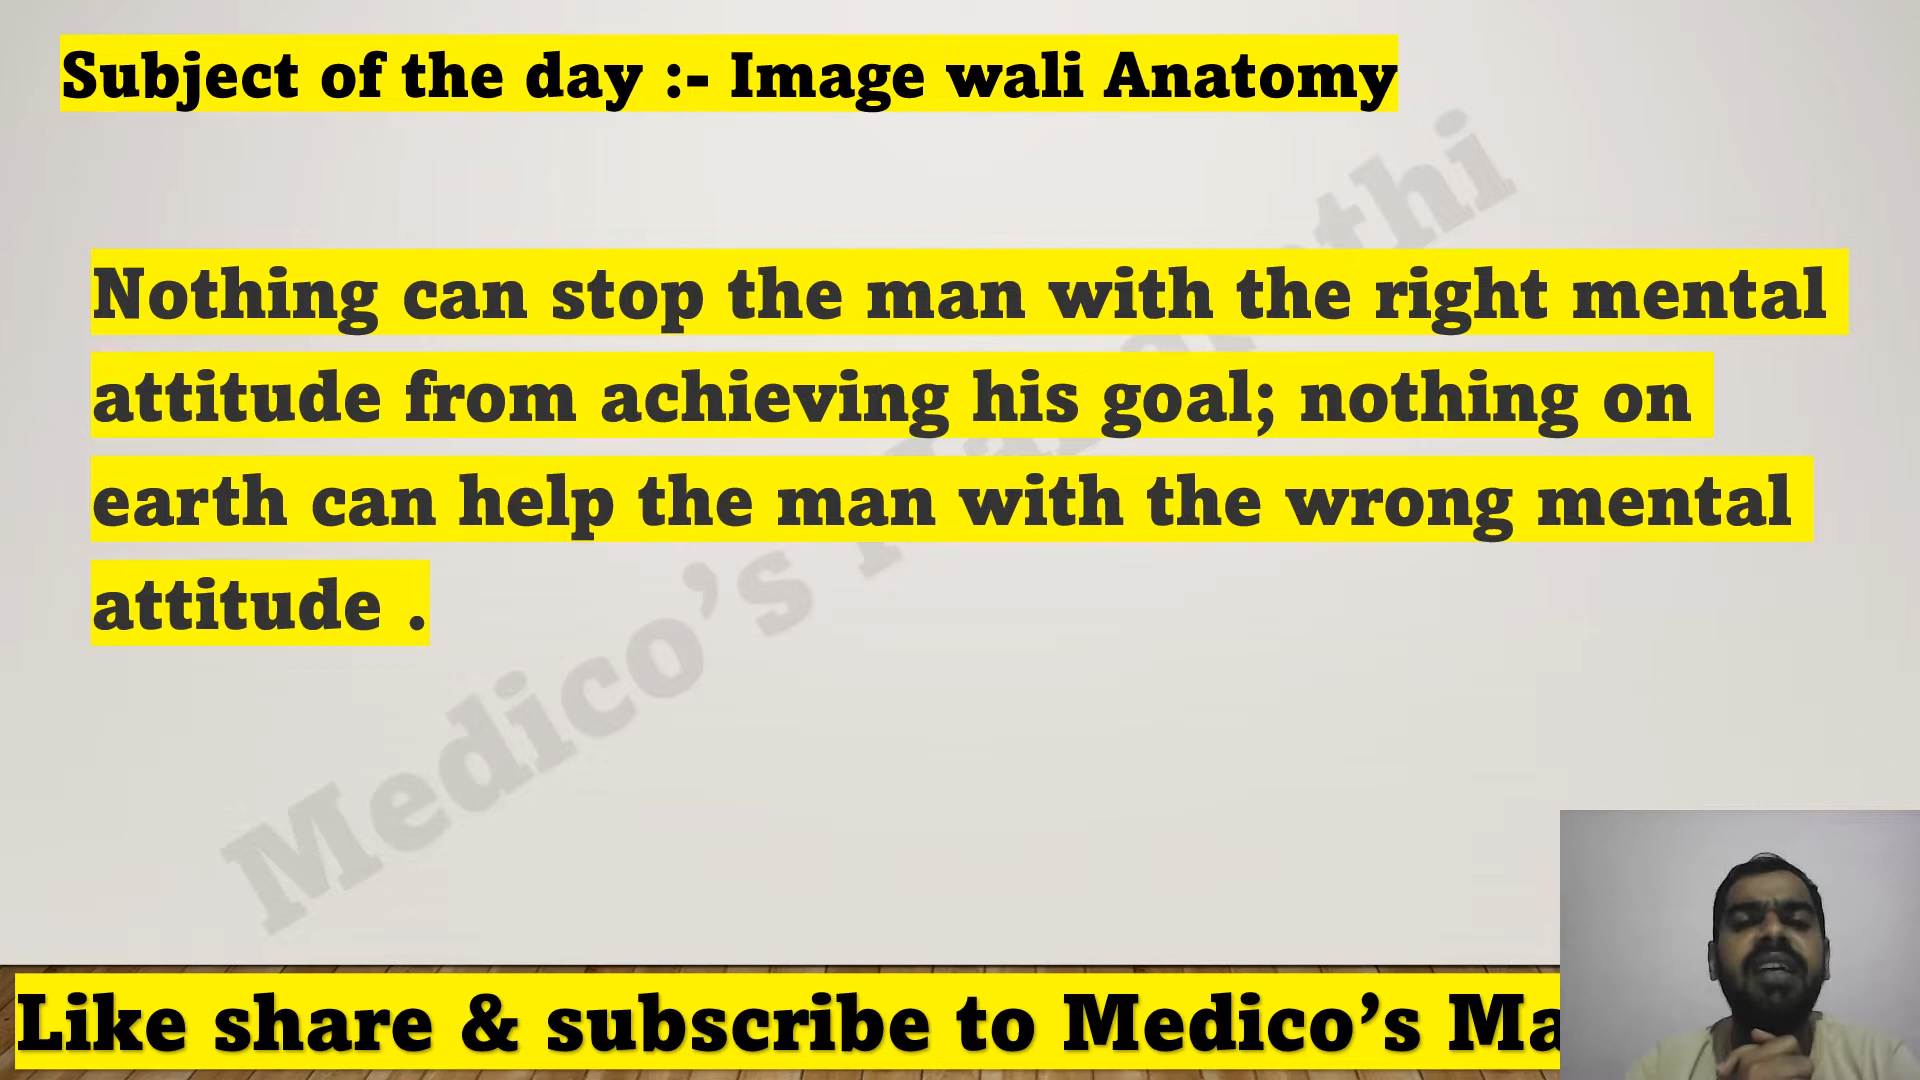 Subject of the day :- Image wali Anatomy
Nothing can stop the man with the right mental
attitude from achieving his goal; nothing on
earth can help the man with the wrong mental
attitude .
Medico’s
Like share & subscribe to Medico’s Ma